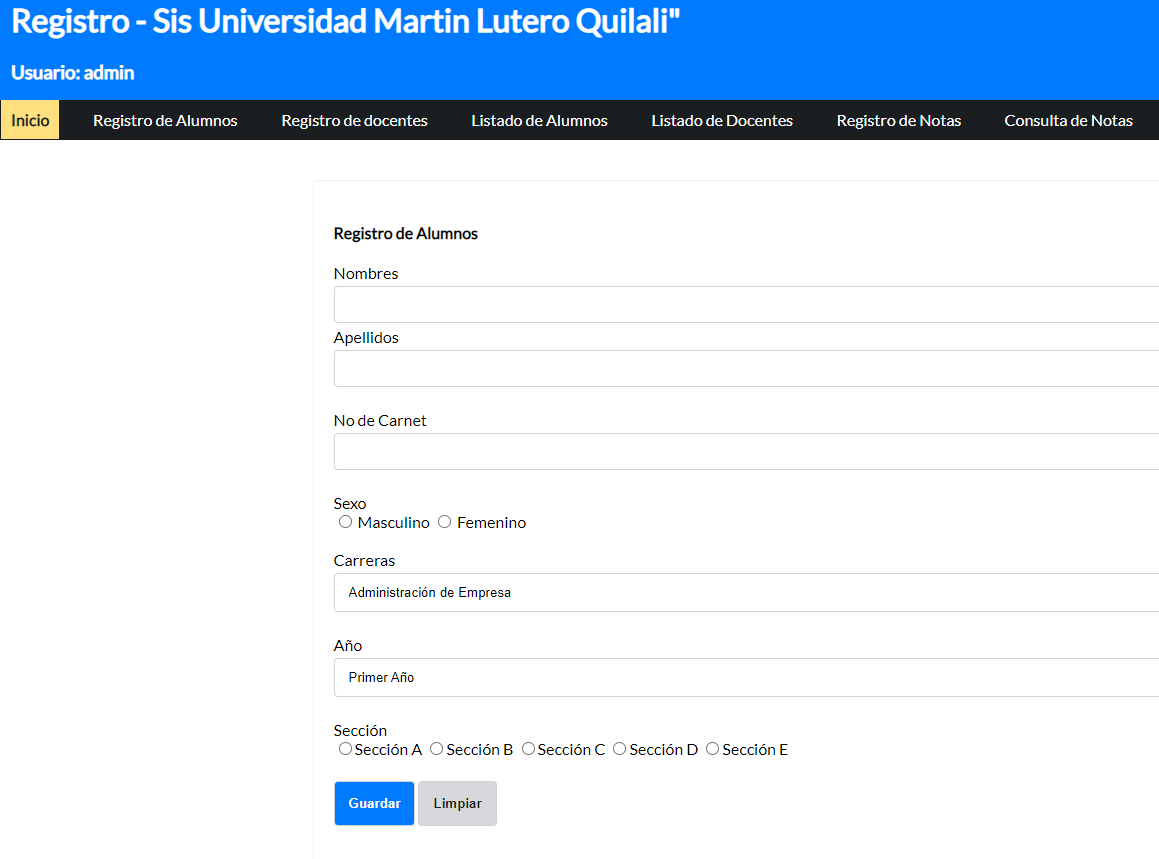 Registro - Sis Universidad Martin Lutero Quilali"
Usuario: admin
Inicio Registro de Alumnos Registro de docentes Listado de Alumnos Listado de Docentes Registro de Notas Consulta de Notas
Registro de Alumnos
Nombres
Apellidos
No de Carnet
Sexo
Masculino Femenino
Carreras
Administración de Empresa
Año
Primer Año
Sección
Sección A Sección B Sección C Sección D Sección E
Guardar Limpiar